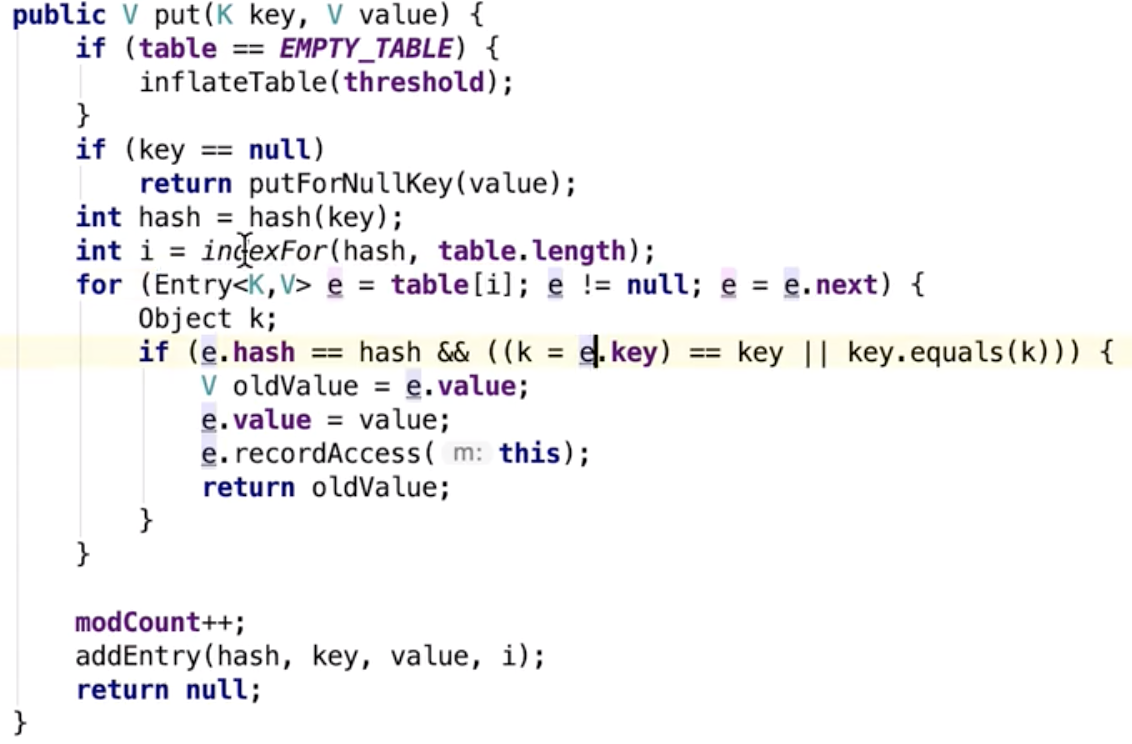 public V put(K key, V value) {
    if (table == EMPTY_TABLE) {
        inflateTable(threshold);
    }
    if (key == null)
        return putForNullKey(value);
    int hash = hash(key);
    int i = indexFor(hash, table.length);
    for (Entry<K,V> e = table[i]; e != null; e = e.next) {
        Object k;
        if (e.hash == hash && ((k = e.key) == key || key.equals(k))) {
            V oldValue = e.value;
            e.value = value;
            e.recordAccess( m: this);
            return oldValue;
        }
    }

    modCount++;
    addEntry(hash, key, value, i);
    return null;
}